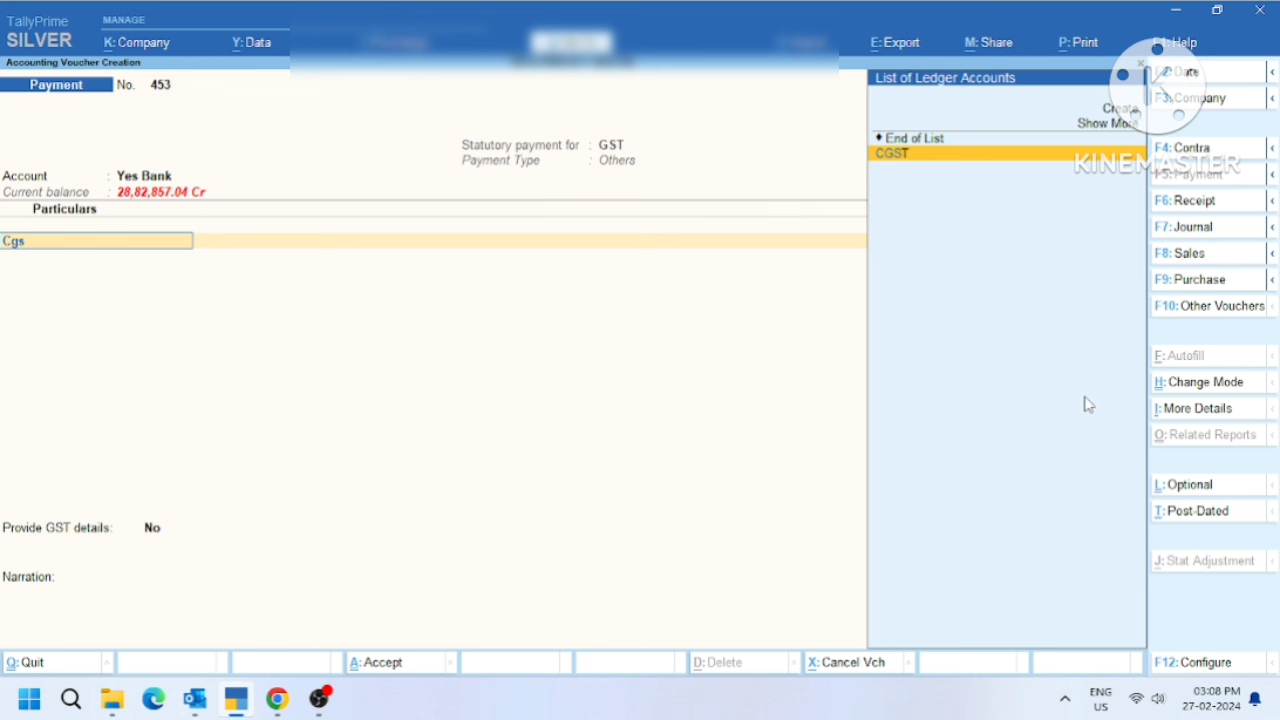 TallyPrime
SILVER
MANAGE
K: Company
Y: Data
E: Export
M: Share
P: Print
F1: Help
Accounting Voucher Creation
Payment No. 453
Statutory payment for : GST
Payment Type : Others
Account : Yes Bank
Current balance : 28,82,857.04 Cr
Particulars
Cgs
Provide GST details: No
Narration:
List of Ledger Accounts
Create
Show More
♦ End of List
CGST
KINEMASTER
F2: Date
F3: Company
F4: Contra
F5: Payment
F6: Receipt
F7: Journal
F8: Sales
F9: Purchase
F10: Other Vouchers
F: Autofill
H: Change Mode
I: More Details
O: Related Reports
L: Optional
T: Post-Dated
J: Stat Adjustment
Q: Quit
A: Accept
D: Delete
X: Cancel Vch
F12: Configure
ENG
US
03:08 PM
27-02-2024